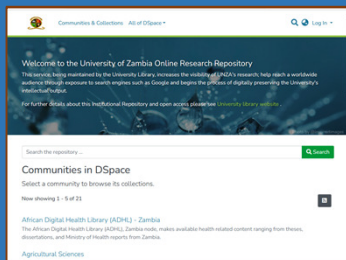 Communities & Collections All of DSpace Log In
Welcome to the University of Zambia Online Research Repository
This service being maintained by the University Library, increases the visibility of UNZA's research; help reach a worldwide
audience through exposure to search engines such as Google and begins the process of digitally preserving the University's
intellectual output.
For further details about this Institutional Repository and open access please see University library website .
Search the repository ...
Search
Communities in DSpace
Select a community to browse its collections.
Now showing 1 - 5 of 21
African Digital Health Library (ADHL) - Zambia
The African Digital Health Library (ADHL), Zambia node, makes available health-related content ranging from theses,
dissertations, and Ministry of Health reports from Zambia.
Agricultural Sciences